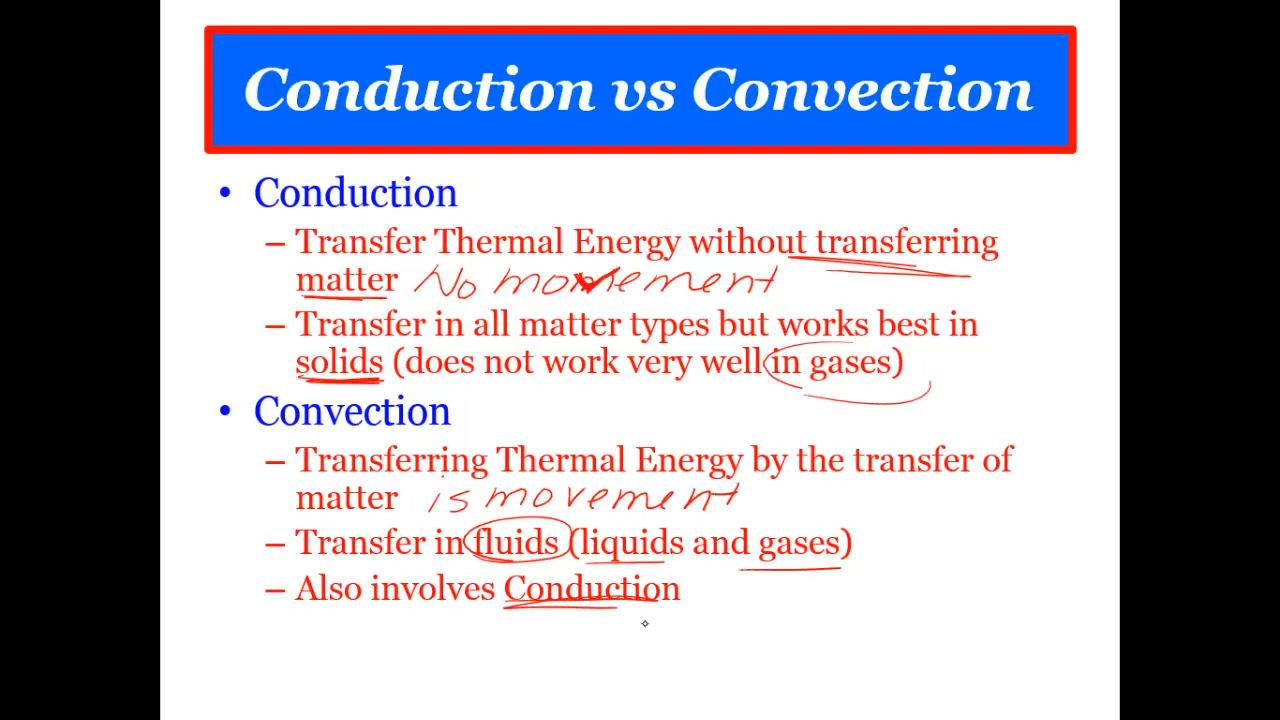 Conduction vs Convection
• Conduction
– Transfer Thermal Energy without transferring
matter No movement
– Transfer in all matter types but works best in
solids (does not work very well in gases)
• Convection
– Transferring Thermal Energy by the transfer of
matter is movement
– Transfer in fluids (liquids and gases)
– Also involves Conduction